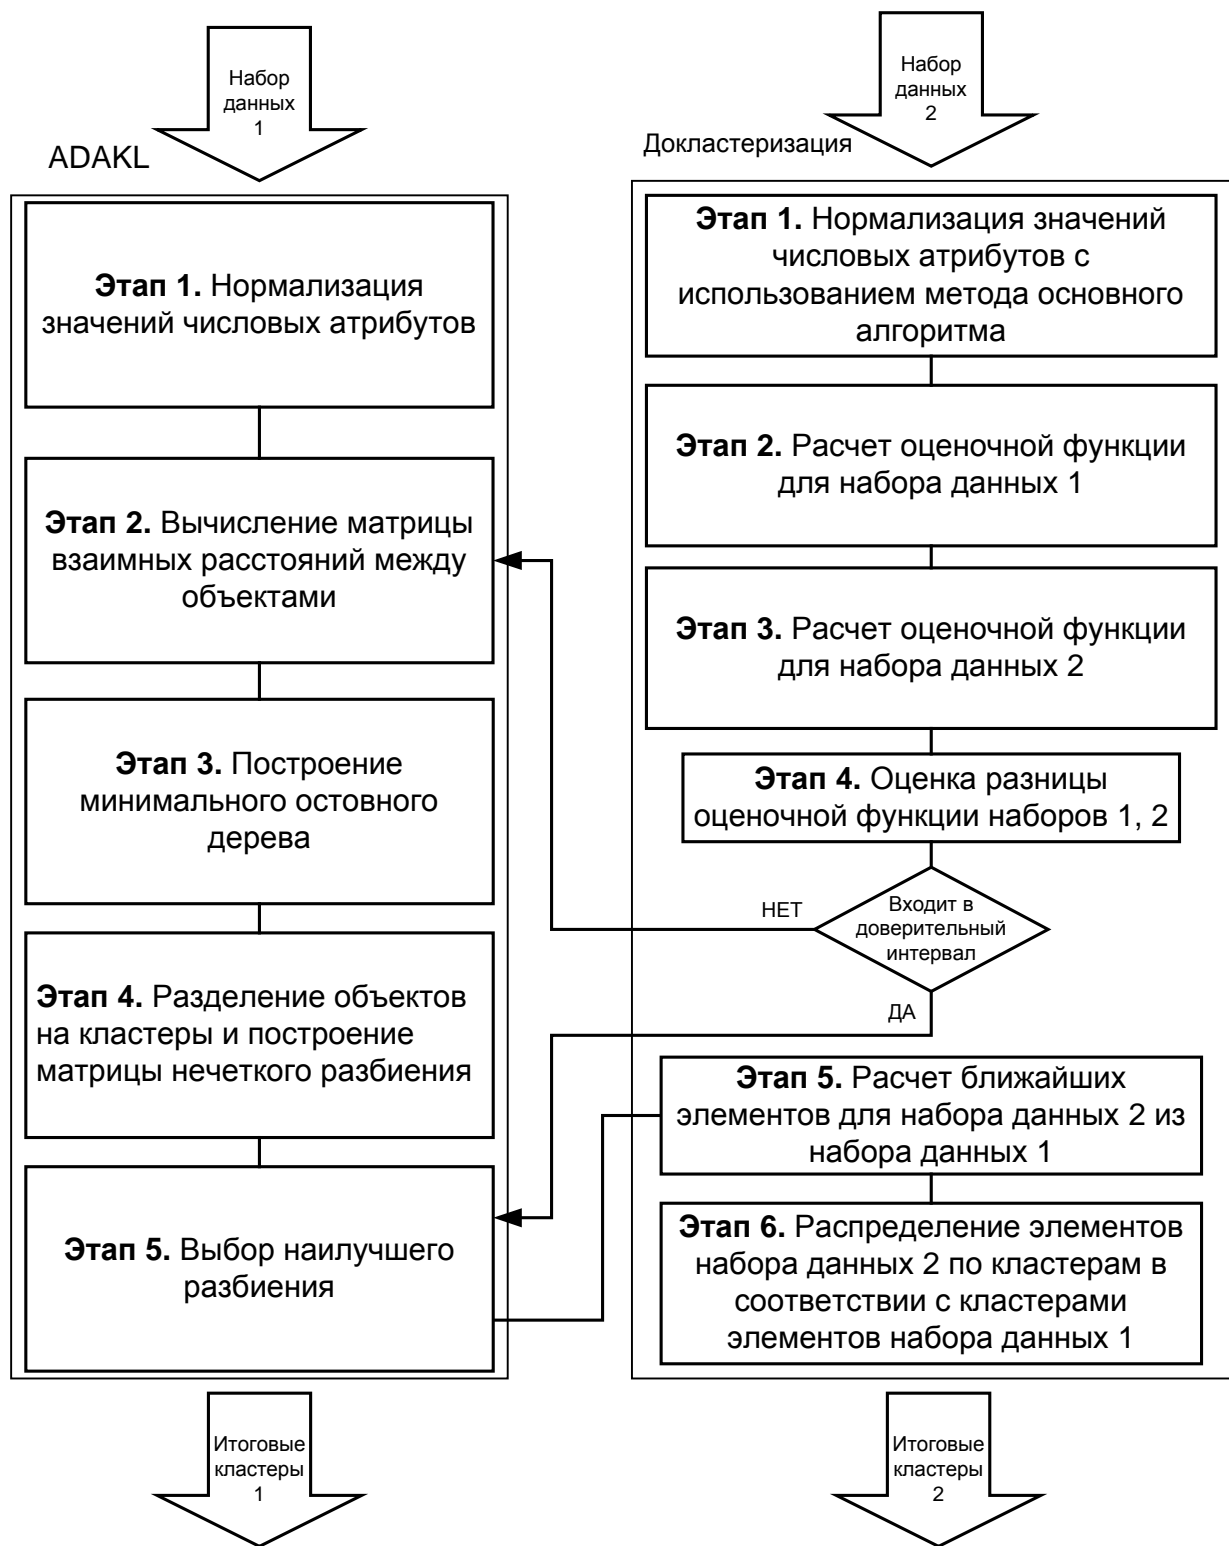 Набор
данных
1
ADAKL
Этап 1. Нормализация
значений числовых атрибутов
Этап 2. Вычисление матрицы
взаимных расстояний между
объектами
Этап 3. Построение
минимального остовного
дерева
Этап 4. Разделение объектов
на кластеры и построение
матрицы нечеткого разбиения
Этап 5. Выбор наилучшего
разбиения
Итоговые
кластеры
1
Набор
данных
2
Докластеризация
Этап 1. Нормализация значений
числовых атрибутов с
использованием метода основного
алгоритма
Этап 2. Расчет оценочной функции
для набора данных 1
Этап 3. Расчет оценочной функции
для набора данных 2
Этап 4. Оценка разницы
оценочной функции наборов 1, 2
Входит в
доверительный
интервал
НЕТ
ДА
Этап 5. Расчет ближайших
элементов для набора данных 2 из
набора данных 1
Этап 6. Распределение элементов
набора данных 2 по кластерам в
соответствии с кластерами
элементов набора данных 1
Итоговые
кластеры
2